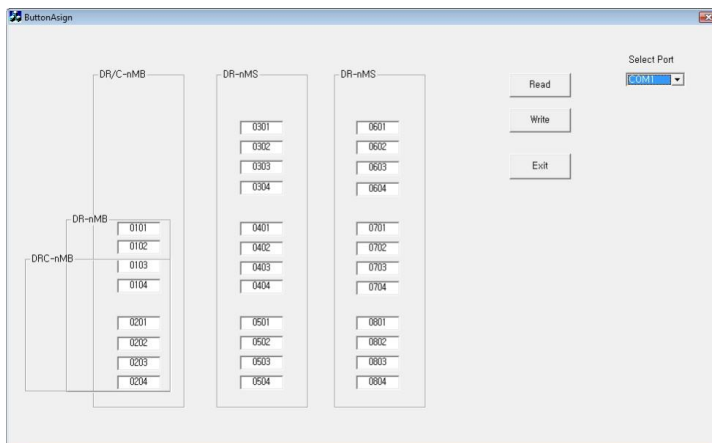 ButtonAsign
Select Port
COM1
DR/C-nMB
DR-nMS
DR-nMS
Read
Write
Exit
0301
0302
0303
0304
0601
0602
0603
0604
DR-nMB
DRC-nMB
0101
0102
0103
0104
0401
0402
0403
0404
0701
0702
0703
0704
0201
0202
0203
0204
0501
0502
0503
0504
0801
0802
0803
0804